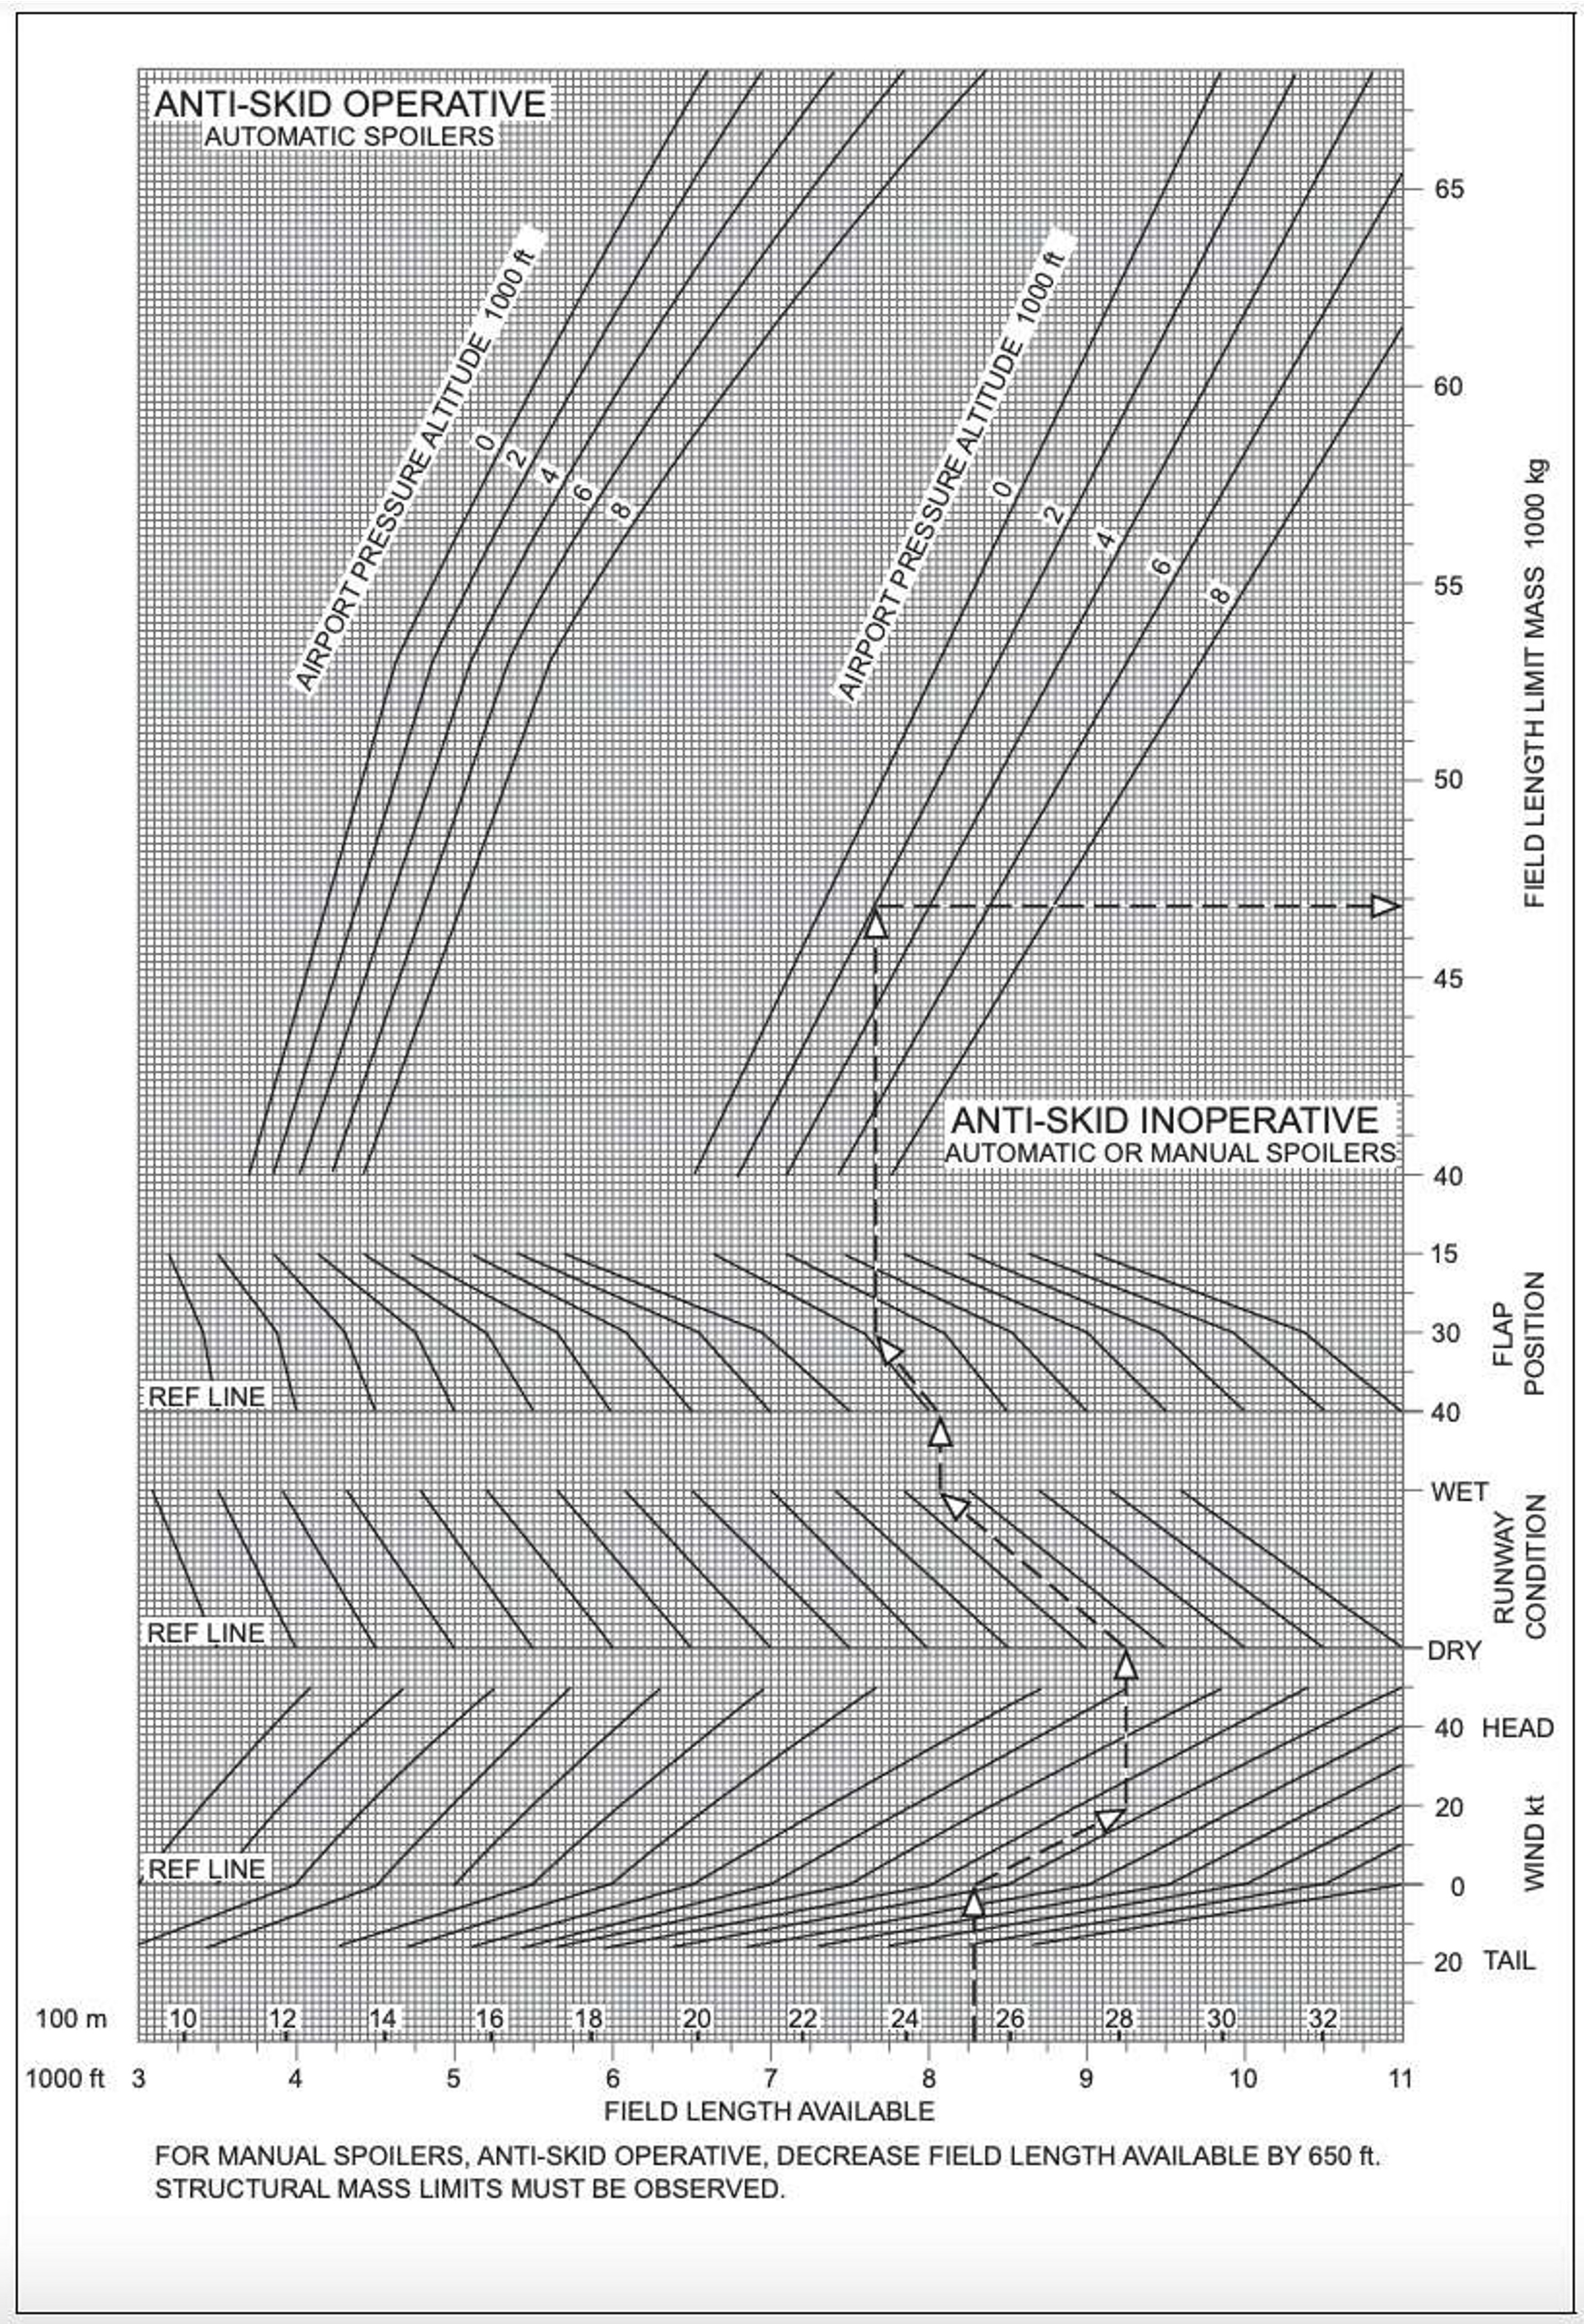 ANTI-SKID OPERATIVE
AUTOMATIC SPOILERS
AIRPORT PRESSURE ALTITUDE 1000 ft
0
2
4
6
8
AIRPORT PRESSURE ALTITUDE 1000 ft
0
2
4
6
8
65
60
55
50
45
40
FIELD LENGTH LIMIT MASS 1000 kg
ANTI-SKID INOPERATIVE
AUTOMATIC OR MANUAL SPOILERS
15
30
40
FLAP
POSITION
REF LINE
WET
DRY
RUNWAY
CONDITION
REF LINE
40 HEAD
20
0
20 TAIL
WIND kt
REF LINE
100 m 10 12 14 16 18 20 22 24 26 28 30 32
1000 ft 3 4 5 6 7 8 9 10 11
FIELD LENGTH AVAILABLE
FOR MANUAL SPOILERS, ANTI-SKID OPERATIVE, DECREASE FIELD LENGTH AVAILABLE BY 650 ft.
STRUCTURAL MASS LIMITS MUST BE OBSERVED.